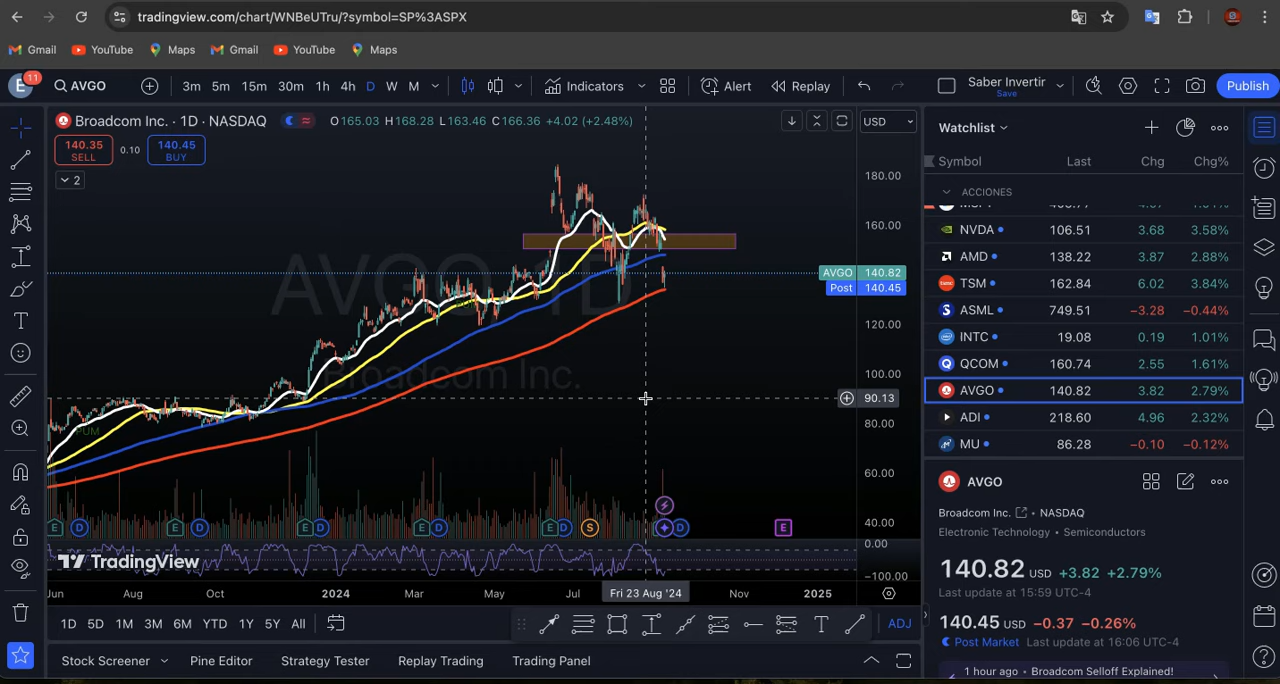 tradingview.com/chart/WNBeUTru/?symbol=SP%3ASPX
Gmail YouTube Maps Gmail YouTube Maps
E 11 AVGO 3m 5m 15m 30m 1h 4h D W M Indicators Alert Replay Saber Invertir Save Publish
Broadcom Inc. · 1D · NASDAQ O165.03 H168.28 L163.46 C166.36 +4.02 (+2.48%) USD
140.35 SELL 0.10 140.45 BUY
2
AVGO, 1D
Broadcom Inc.
180.00
160.00
AVGO 140.82
Post 140.45
120.00
100.00
90.13
80.00
60.00
40.00
0.00
−100.00
E D E D E D E D E D S D E
TradingView
Jun Aug Oct 2024 Mar May Jul Fri 23 Aug '24 Nov 2025
1D 5D 1M 3M 6M YTD 1Y 5Y All ADJ
Stock Screener Pine Editor Strategy Tester Replay Trading Trading Panel
Watchlist
Symbol Last Chg Chg%
ACCIONES
NVDA 106.51 3.68 3.58%
AMD 138.22 3.87 2.88%
TSM 162.84 6.02 3.84%
ASML 749.51 −3.28 −0.44%
INTC 19.08 0.19 1.01%
QCOM 160.74 2.55 1.61%
AVGO 140.82 3.82 2.79%
ADI 218.60 4.96 2.32%
MU 86.28 −0.10 −0.12%
AVGO
Broadcom Inc. • NASDAQ
Electronic Technology • Semiconductors
140.82 USD +3.82 +2.79%
Last update at 15:59 UTC-4
140.45 USD −0.37 −0.26%
Post Market Last update at 16:06 UTC-4
1 hour ago • Broadcom Selloff Explained!